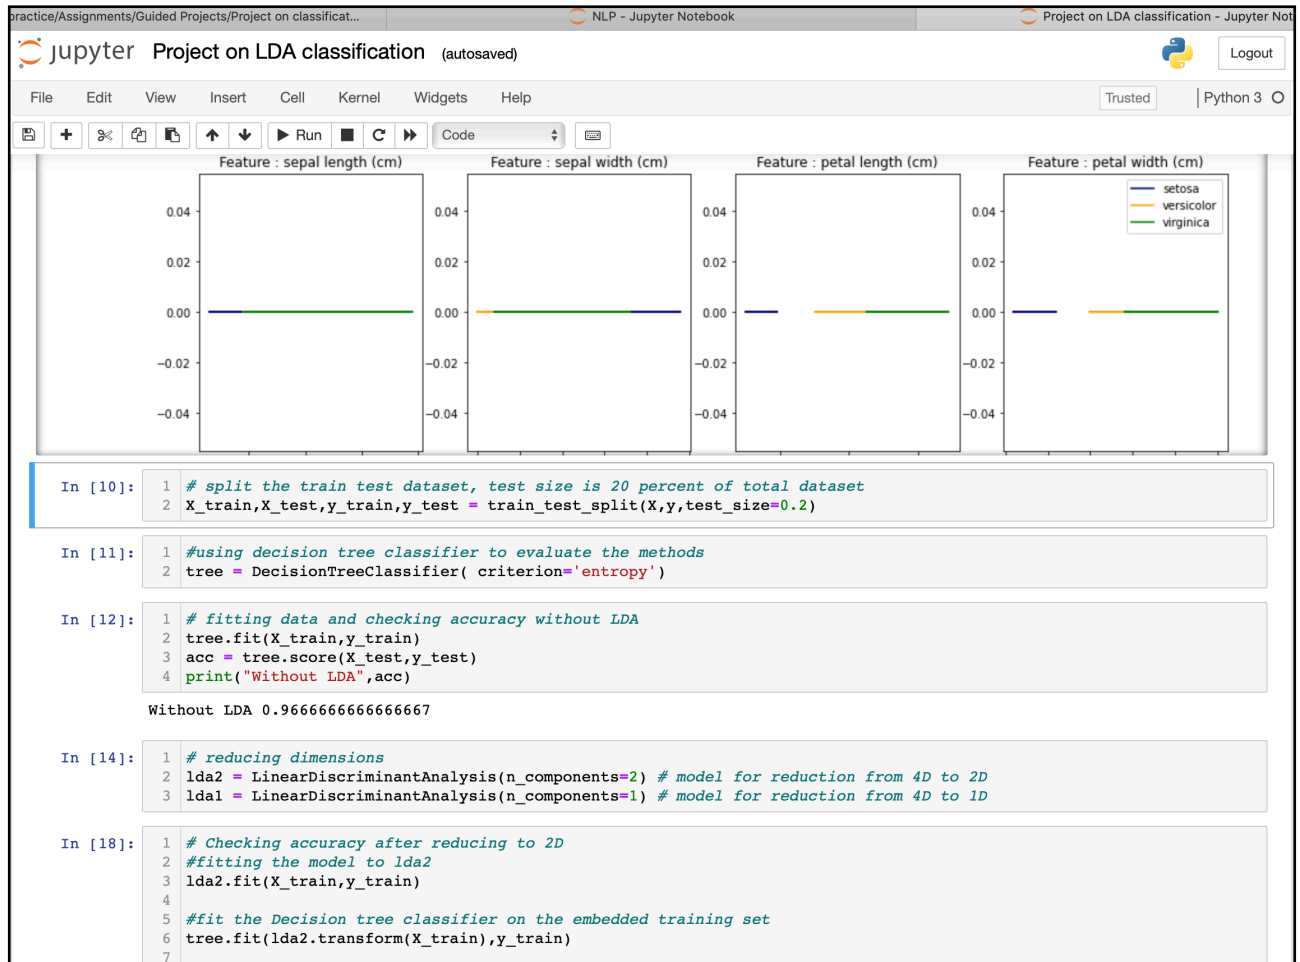 practice/Assignments/Guided Projects/Project on classificat...
NLP - Jupyter Notebook
Project on LDA classification - Jupyter Not
jupyter Project on LDA classification (autosaved)
Logout
File Edit View Insert Cell Kernel Widgets Help
Trusted Python 3
Run Code
Feature : sepal length (cm) Feature : sepal width (cm) Feature : petal length (cm) Feature : petal width (cm)
setosa
versicolor
virginica
0.04 0.04 0.04 0.04
0.02 0.02 0.02 0.02
0.00 0.00 0.00 0.00
−0.02 −0.02 −0.02 −0.02
−0.04 −0.04 −0.04 −0.04
In [10]:
1 # split the train test dataset, test size is 20 percent of total dataset
2 X_train,X_test,y_train,y_test = train_test_split(X,y,test_size=0.2)
In [11]:
1 #using decision tree classifier to evaluate the methods
2 tree = DecisionTreeClassifier( criterion='entropy')
In [12]:
1 # fitting data and checking accuracy without LDA
2 tree.fit(X_train,y_train)
3 acc = tree.score(X_test,y_test)
4 print("Without LDA",acc)
Without LDA 0.9666666666666667
In [14]:
1 # reducing dimensions
2 lda2 = LinearDiscriminantAnalysis(n_components=2) # model for reduction from 4D to 2D
3 lda1 = LinearDiscriminantAnalysis(n_components=1) # model for reduction from 4D to 1D
In [18]:
1 # Checking accuracy after reducing to 2D
2 #fitting the model to lda2
3 lda2.fit(X_train,y_train)
4
5 #fit the Decision tree classifier on the embedded training set
6 tree.fit(lda2.transform(X_train),y_train)
7